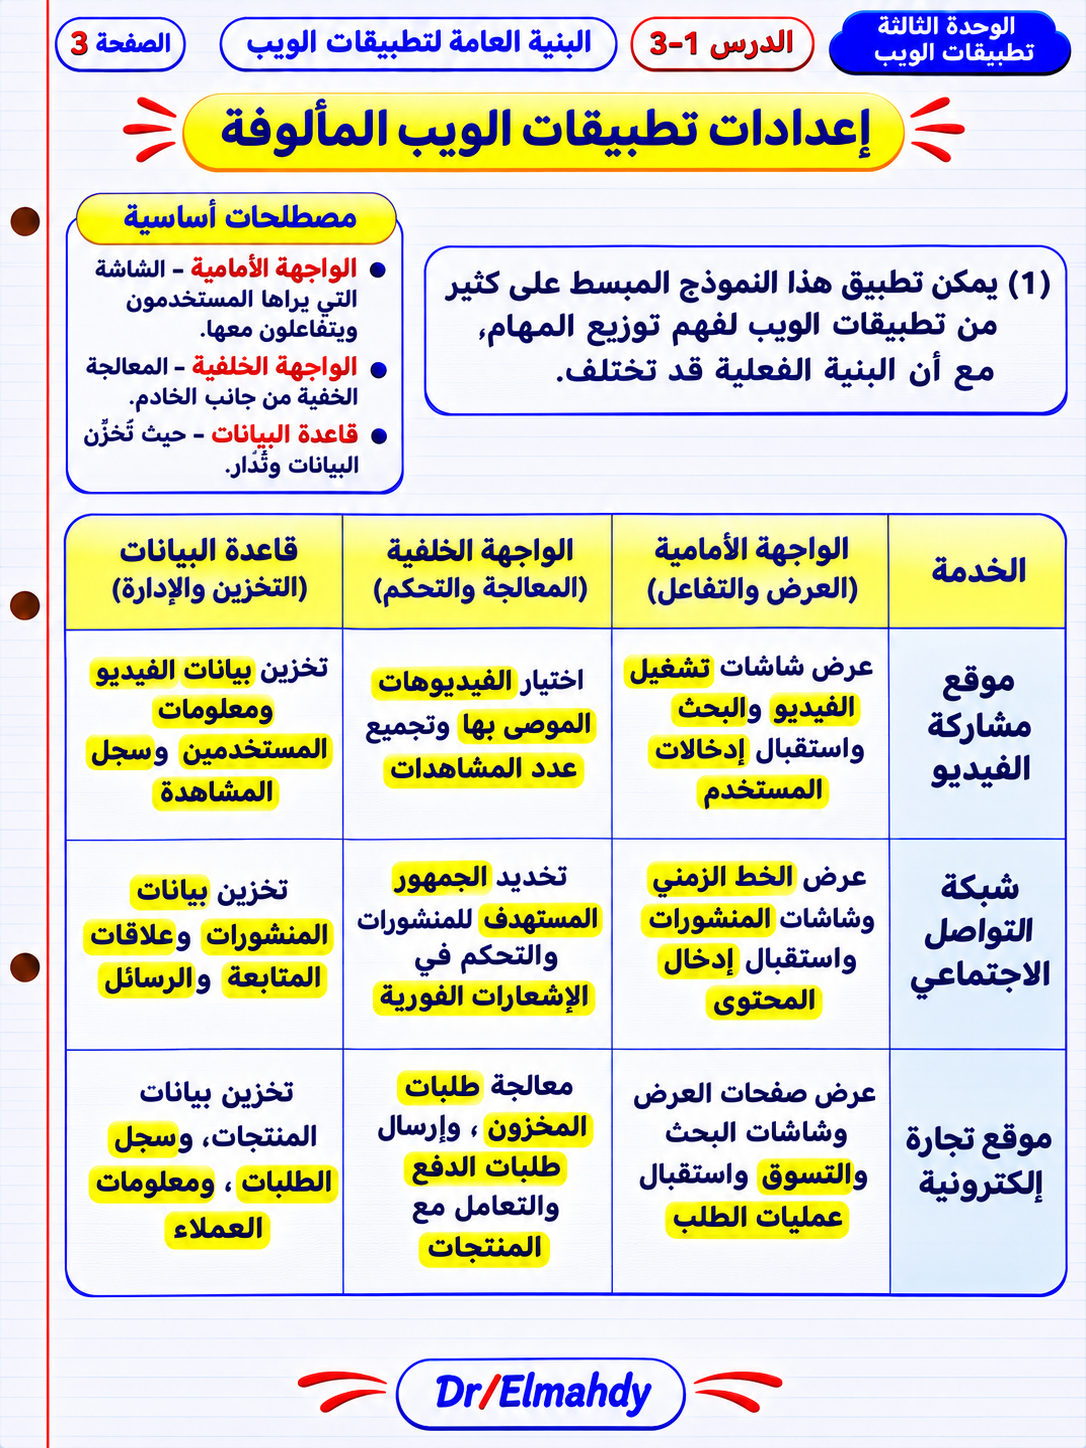 الوحدة الثالثة
تطبيقات الويب
الدرس 1-3
البنية العامة لتطبيقات الويب
الصفحة 3
إعدادات تطبيقات الويب المألوفة
(1) يمكن تطبيق هذا النموذج المبسط على كثير
من تطبيقات الويب لفهم توزيع المهام،
مع أن البنية الفعلية قد تختلف.
مصطلحات أساسية
● الواجهة الأمامية – الشاشة
التي يراها المستخدمون
ويتفاعلون معها.
● الواجهة الخلفية – المعالجة
الخفية من جانب الخادم.
● قاعدة البيانات – حيث تُخزَّن
البيانات وتُدار.
الخدمة
الواجهة الأمامية
(العرض والتفاعل)
الواجهة الخلفية
(المعالجة والتحكم)
قاعدة البيانات
(التخزين والإدارة)
موقع
مشاركة
الفيديو
عرض شاشات تشغيل
الفيديو والبحث
واستقبال إدخالات
المستخدم
اختيار الفيديوهات
الموصى بها وتجميع
عدد المشاهدات
تخزين بيانات الفيديو
ومعلومات
المستخدمين وسجل
المشاهدة
شبكة
التواصل
الاجتماعي
عرض الخط الزمني
وشاشات المنشورات
واستقبال إدخال
المحتوى
تخديد الجمهور
المستهدف للمنشورات
والتحكم في
الإشعارات الفورية
تخزين بيانات
المنشورات وعلاقات
المتابعة والرسائل
موقع تجارة
إلكترونية
عرض صفحات العرض
وشاشات البحث
والتسوق واستقبال
عمليات الطلب
معالجة طلبات
المخزون ، وإرسال
طلبات الدفع
والتعامل مع
المنتجات
تخزين بيانات
المنتجات، وسجل
الطلبات ، ومعلومات
العملاء
Dr/Elmahdy